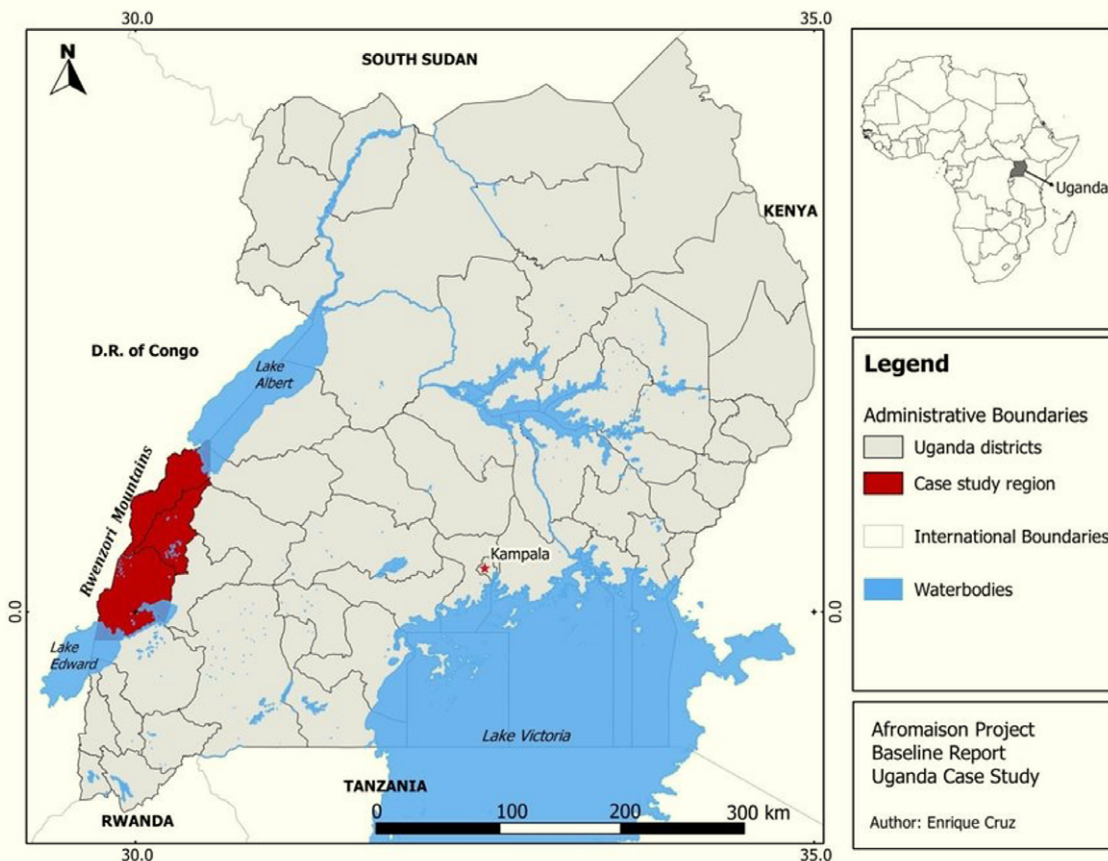 30.0
35.0
N
SOUTH SUDAN
KENYA
D.R. of Congo
Lake
Albert
Rwenzori Mountains
Kampala
0.0
0.0
Lake
Edward
Lake Victoria
TANZANIA
RWANDA
0
100
200
300 km
30.0
35.0
Uganda
Legend
Administrative Boundaries
Uganda districts
Case study region
International Boundaries
Waterbodies
Afromaison Project
Baseline Report
Uganda Case Study
Author: Enrique Cruz